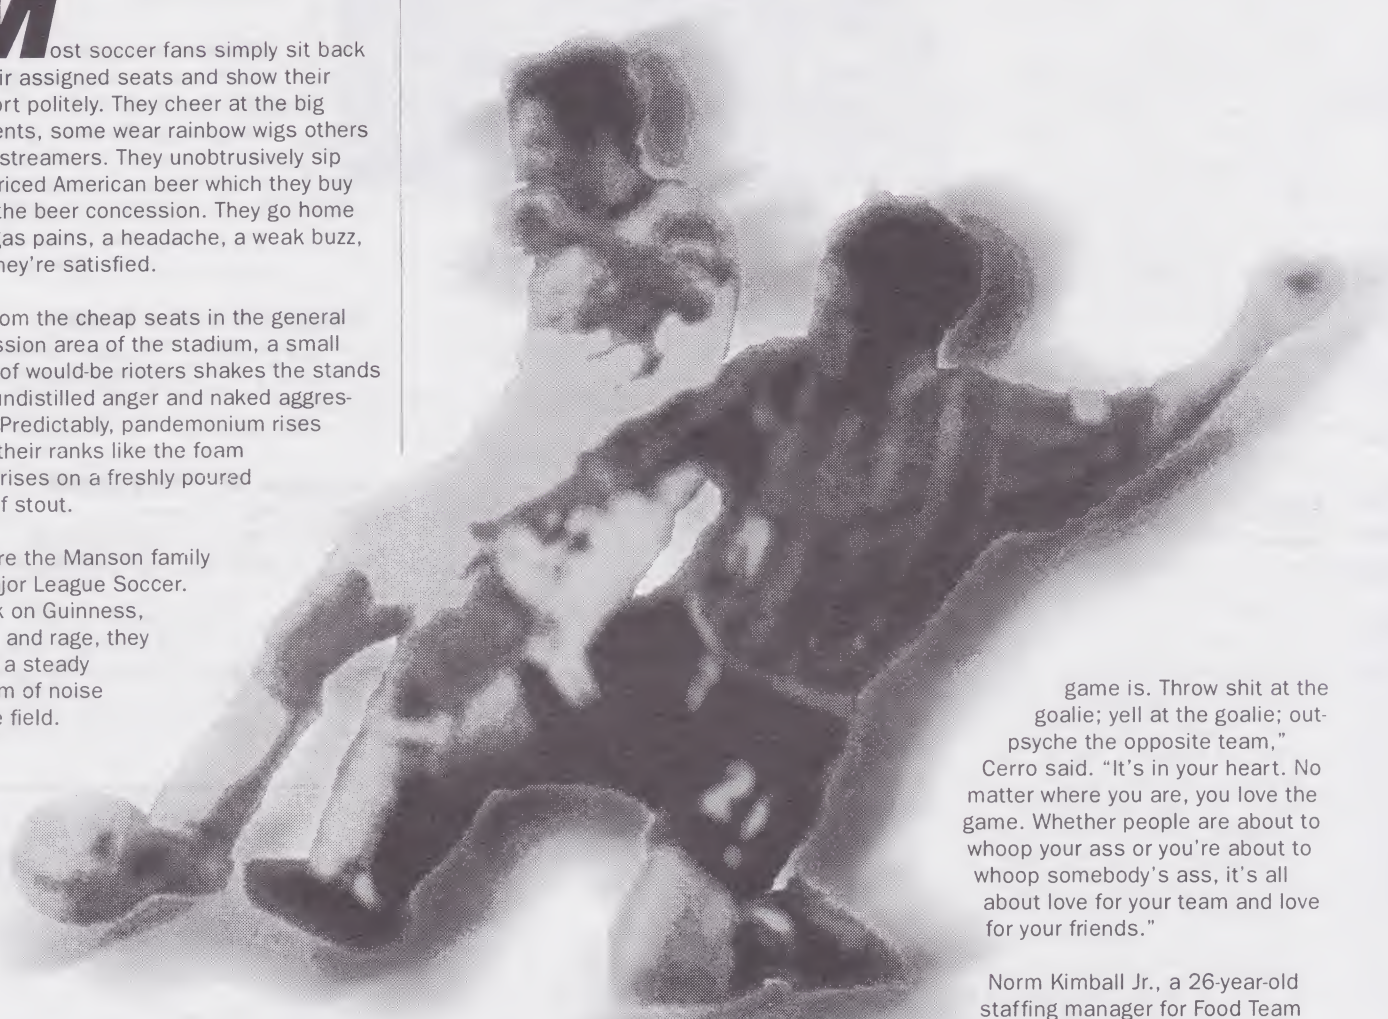 Most soccer fans simply sit back
ir assigned seats and show their
ort politely. They cheer at the big
ents, some wear rainbow wigs others
streamers. They unobtrusively sip
riced American beer which they buy
the beer concession. They go home
gas pains, a headache, a weak buzz,
hey're satisfied.
om the cheap seats in the general
ssion area of the stadium, a small
of would-be rioters shakes the stands
undistilled anger and naked aggres-
Predictably, pandemonium rises
their ranks like the foam
rises on a freshly poured
f stout.
re the Manson family
jor League Soccer.
k on Guinness,
and rage, they
a steady
m of noise
e field.
game is. Throw shit at the
goalie; yell at the goalie; out-
psyche the opposite team,”
Cerro said. “It's in your heart. No
matter where you are, you love the
game. Whether people are about to
whoop your ass or you're about to
whoop somebody's ass, it's all
about love for your team and love
for your friends.”
Norm Kimball Jr., a 26-year-old
staffing manager for Food Team